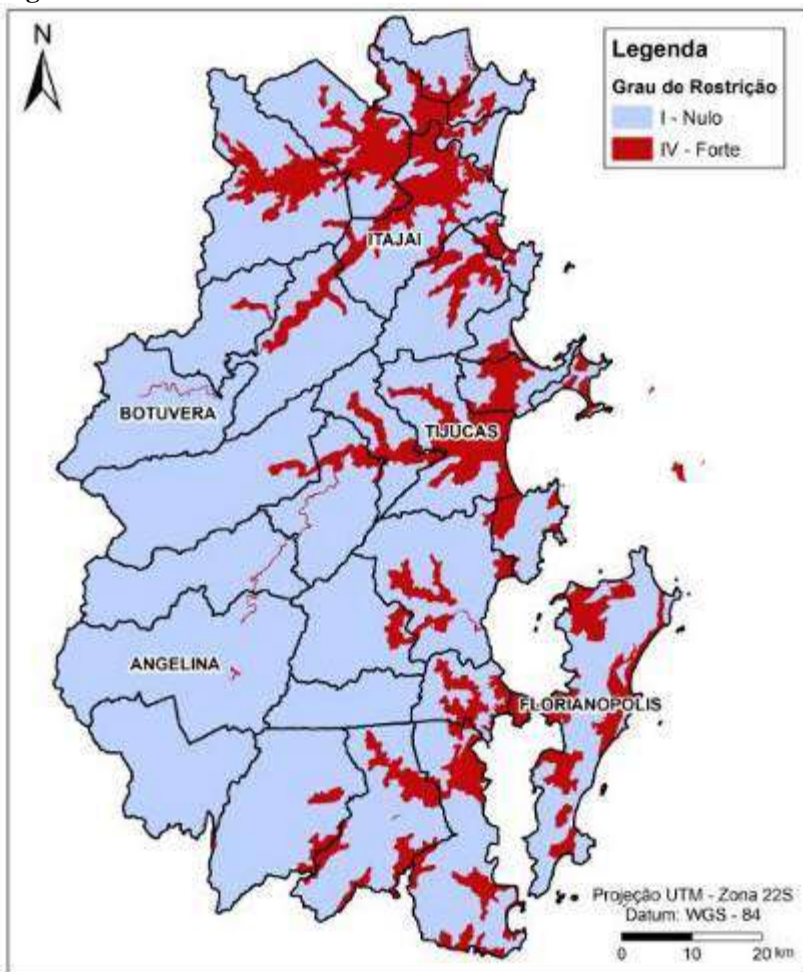 N
Legenda
Grau de Restrição
I - Nulo
IV - Forte
ITAJAI
BOTUVERA
TIJUCAS
ANGELINA
FLORIANOPOLIS
Projeção UTM - Zona 22S
Datum: WGS - 84
0 10 20 km